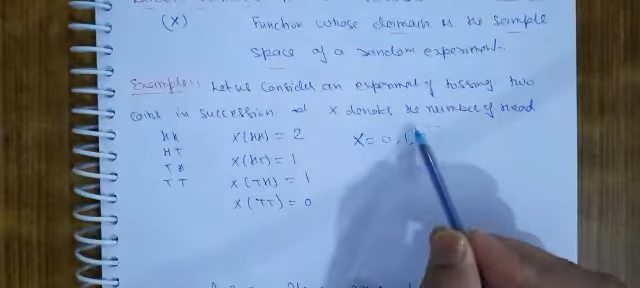 (X) Function whose domain is the sample
space of a random experiment.
Example: Let us consider an experiment of tossing two
coins in succession X denotes the number of head
HH X(HH) = 2 X = 0, 1
HT X(HT) = 1
TH X(TH) = 1
TT X(TT) = 0